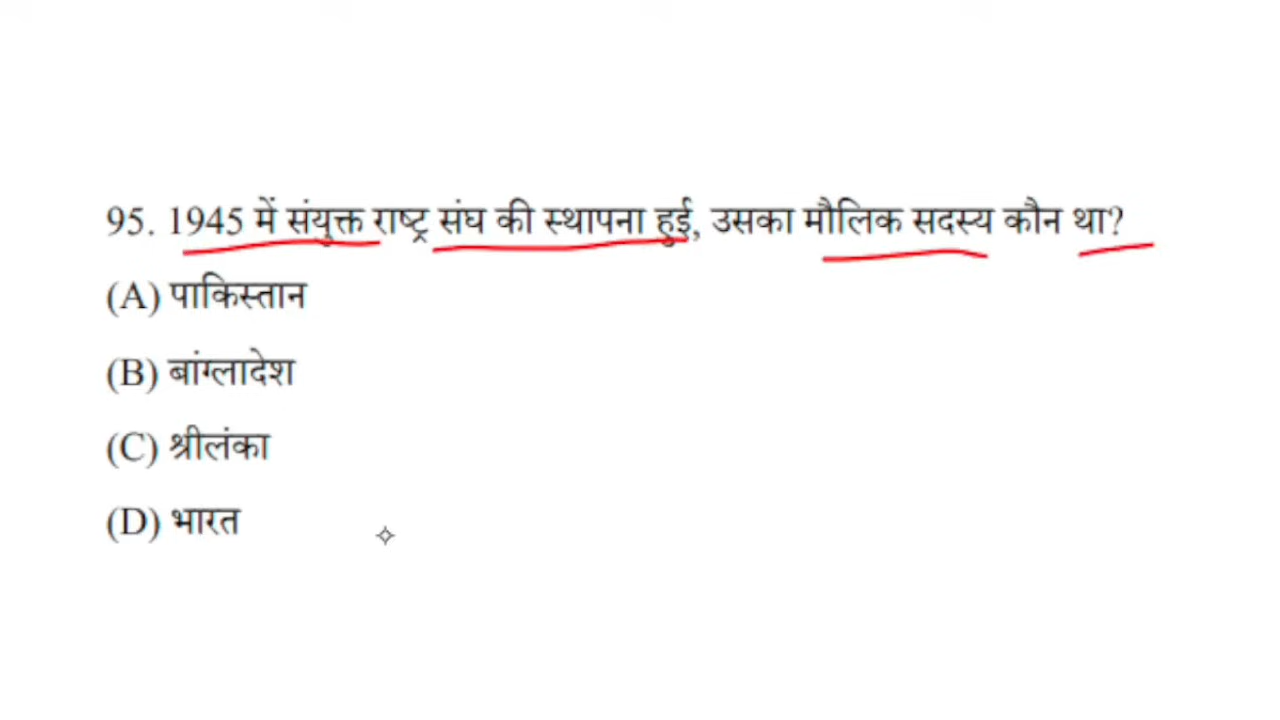 95. 1945 में संयुक्त राष्ट्र संघ की स्थापना हुई, उसका मौलिक सदस्य कौन था?
(A) पाकिस्तान
(B) बांग्लादेश
(C) श्रीलंका
(D) भारत